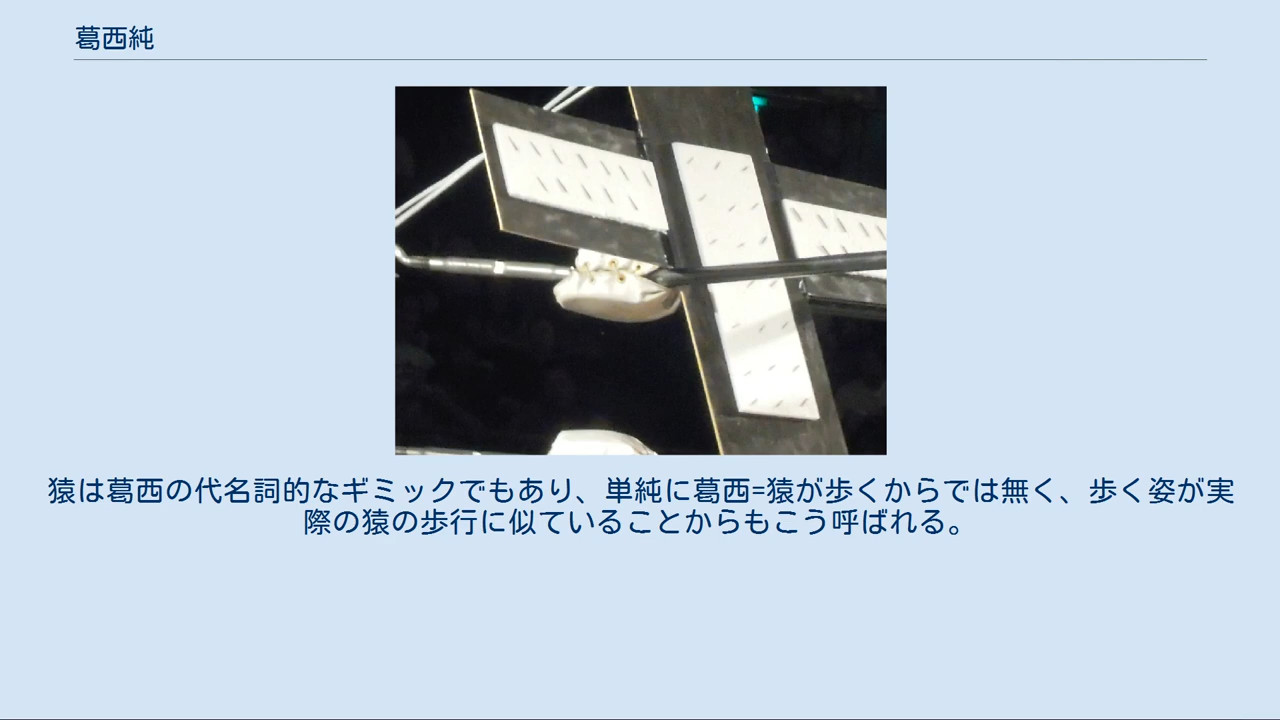 葛西純
猿は葛西の代名詞的なギミックでもあり、単純に葛西=猿が歩くからでは無く、歩く姿が実
際の猿の歩行に似ていることからもこう呼ばれる。